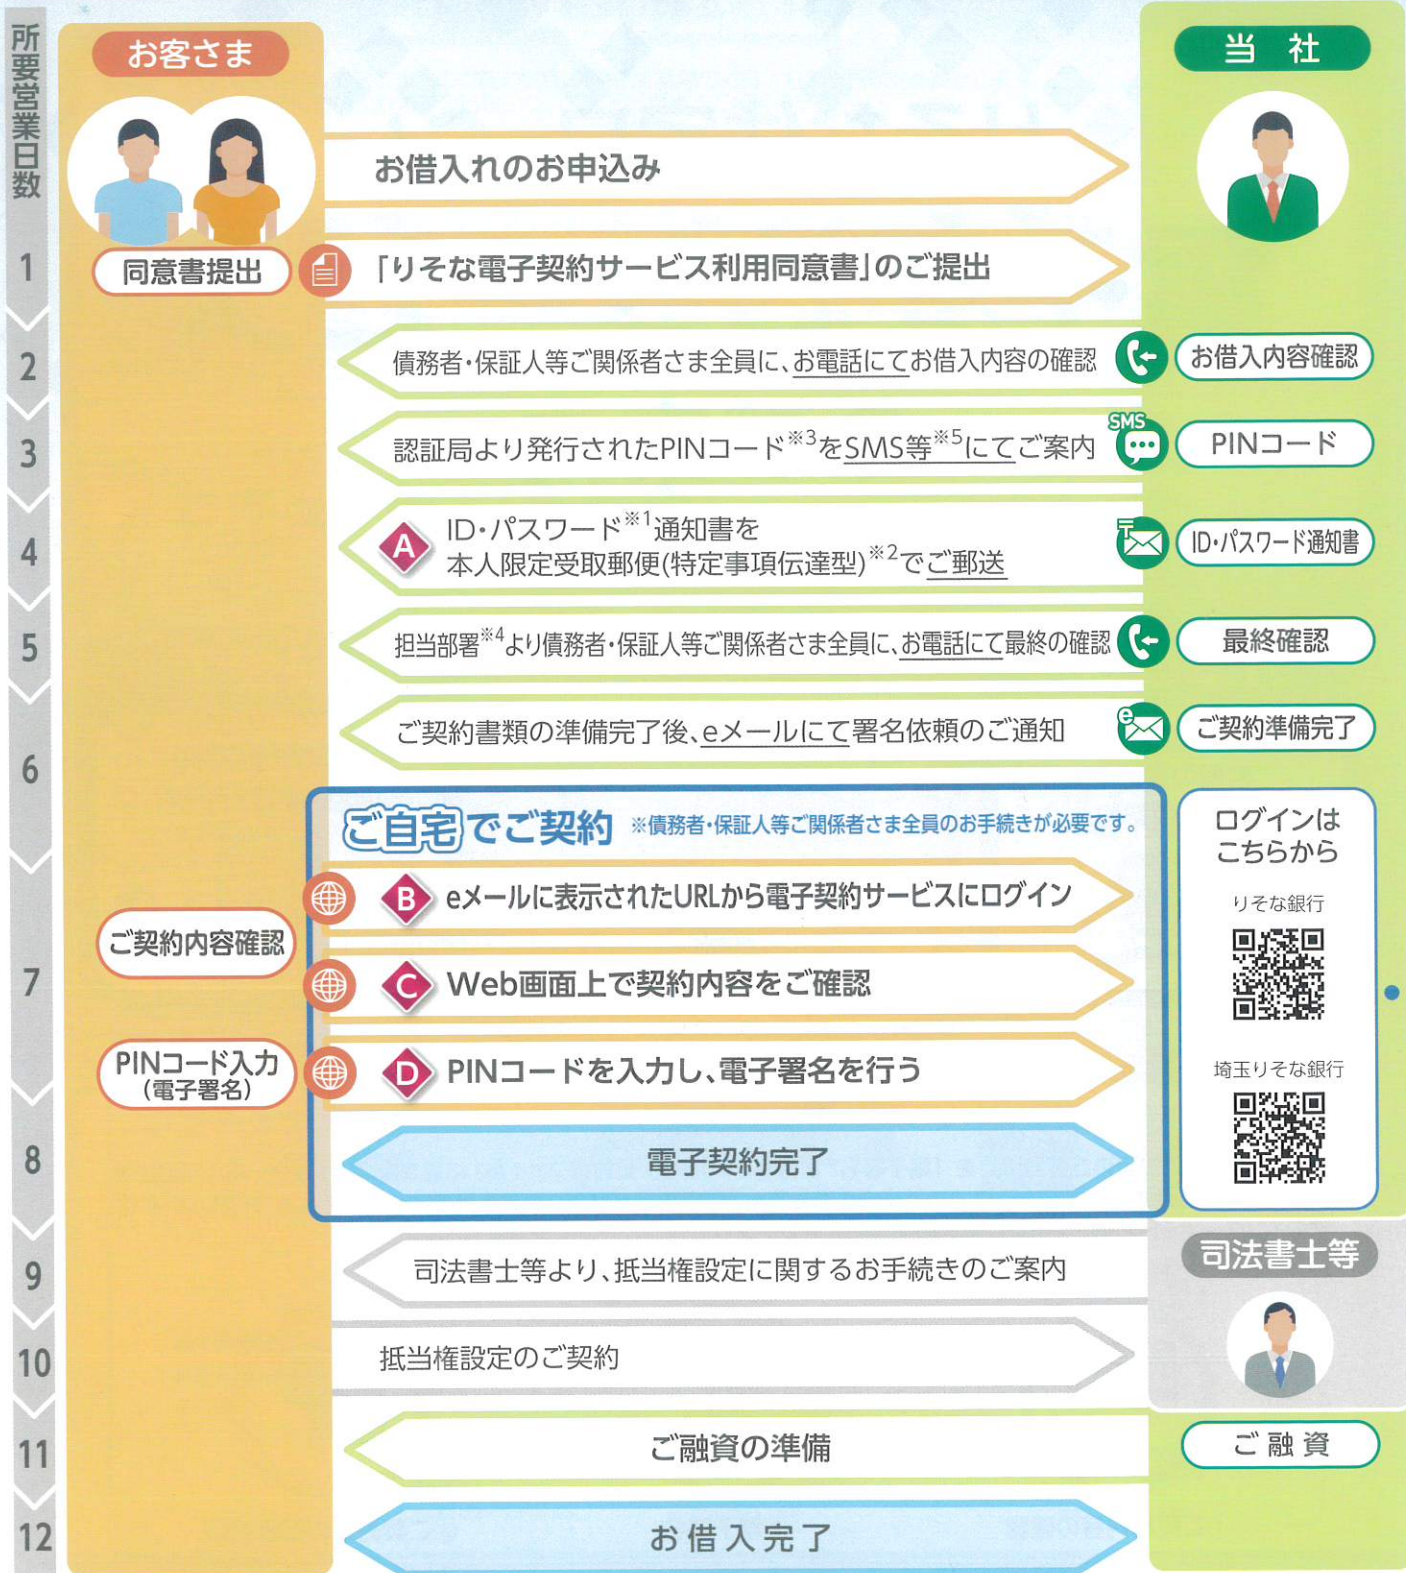 所要営業日数
お客さま
当 社
お借入れのお申込み
1
同意書提出
「りそな電子契約サービス利用同意書」のご提出
2
債務者・保証人等ご関係者さま全員に、お電話にてお借入内容の確認
お借入内容確認
3
認証局より発行されたPINコード※3をSMS等※5にてご案内
SMS
PINコード
4
A
ID・パスワード※1通知書を
本人限定受取郵便(特定事項伝達型)※2でご郵送
〒
ID・パスワード通知書
5
担当部署※4より債務者・保証人等ご関係者さま全員に、お電話にて最終の確認
最終確認
6
ご契約書類の準備完了後、eメールにて署名依頼のご通知
e
ご契約準備完了
ご自宅でご契約 ※債務者・保証人等ご関係者さま全員のお手続きが必要です。
B eメールに表示されたURLから電子契約サービスにログイン
7
ご契約内容確認
C Web画面上で契約内容をご確認
PINコード入力
(電子署名)
D PINコードを入力し、電子署名を行う
8
電子契約完了
ログインは
こちらから
りそな銀行
埼玉りそな銀行
9
司法書士等より、抵当権設定に関するお手続きのご案内
司法書士等
10
抵当権設定のご契約
11
ご融資の準備
ご 融 資
12
お借入完了